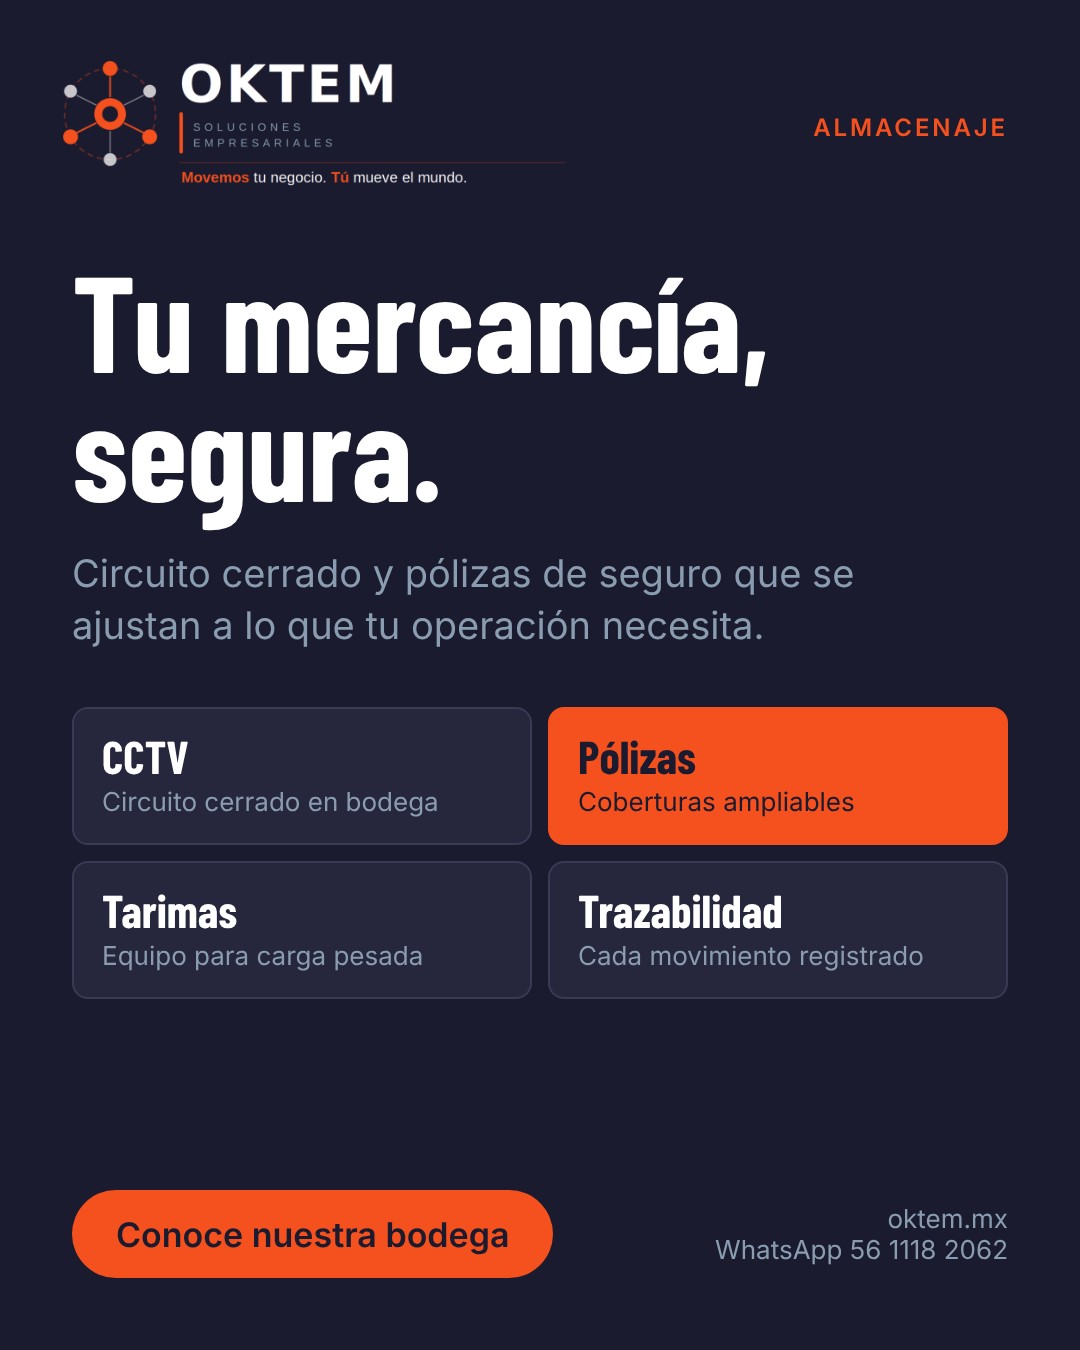 OKTEM
SOLUCIONES
EMPRESARIALES
Movemos tu negocio. Tú mueve el mundo.
ALMACENAJE
Tu mercancía,
segura.
Circuito cerrado y pólizas de seguro que se
ajustan a lo que tu operación necesita.
CCTV
Circuito cerrado en bodega
Pólizas
Coberturas ampliables
Tarimas
Equipo para carga pesada
Trazabilidad
Cada movimiento registrado
Conoce nuestra bodega
oktem.mx
WhatsApp 56 1118 2062